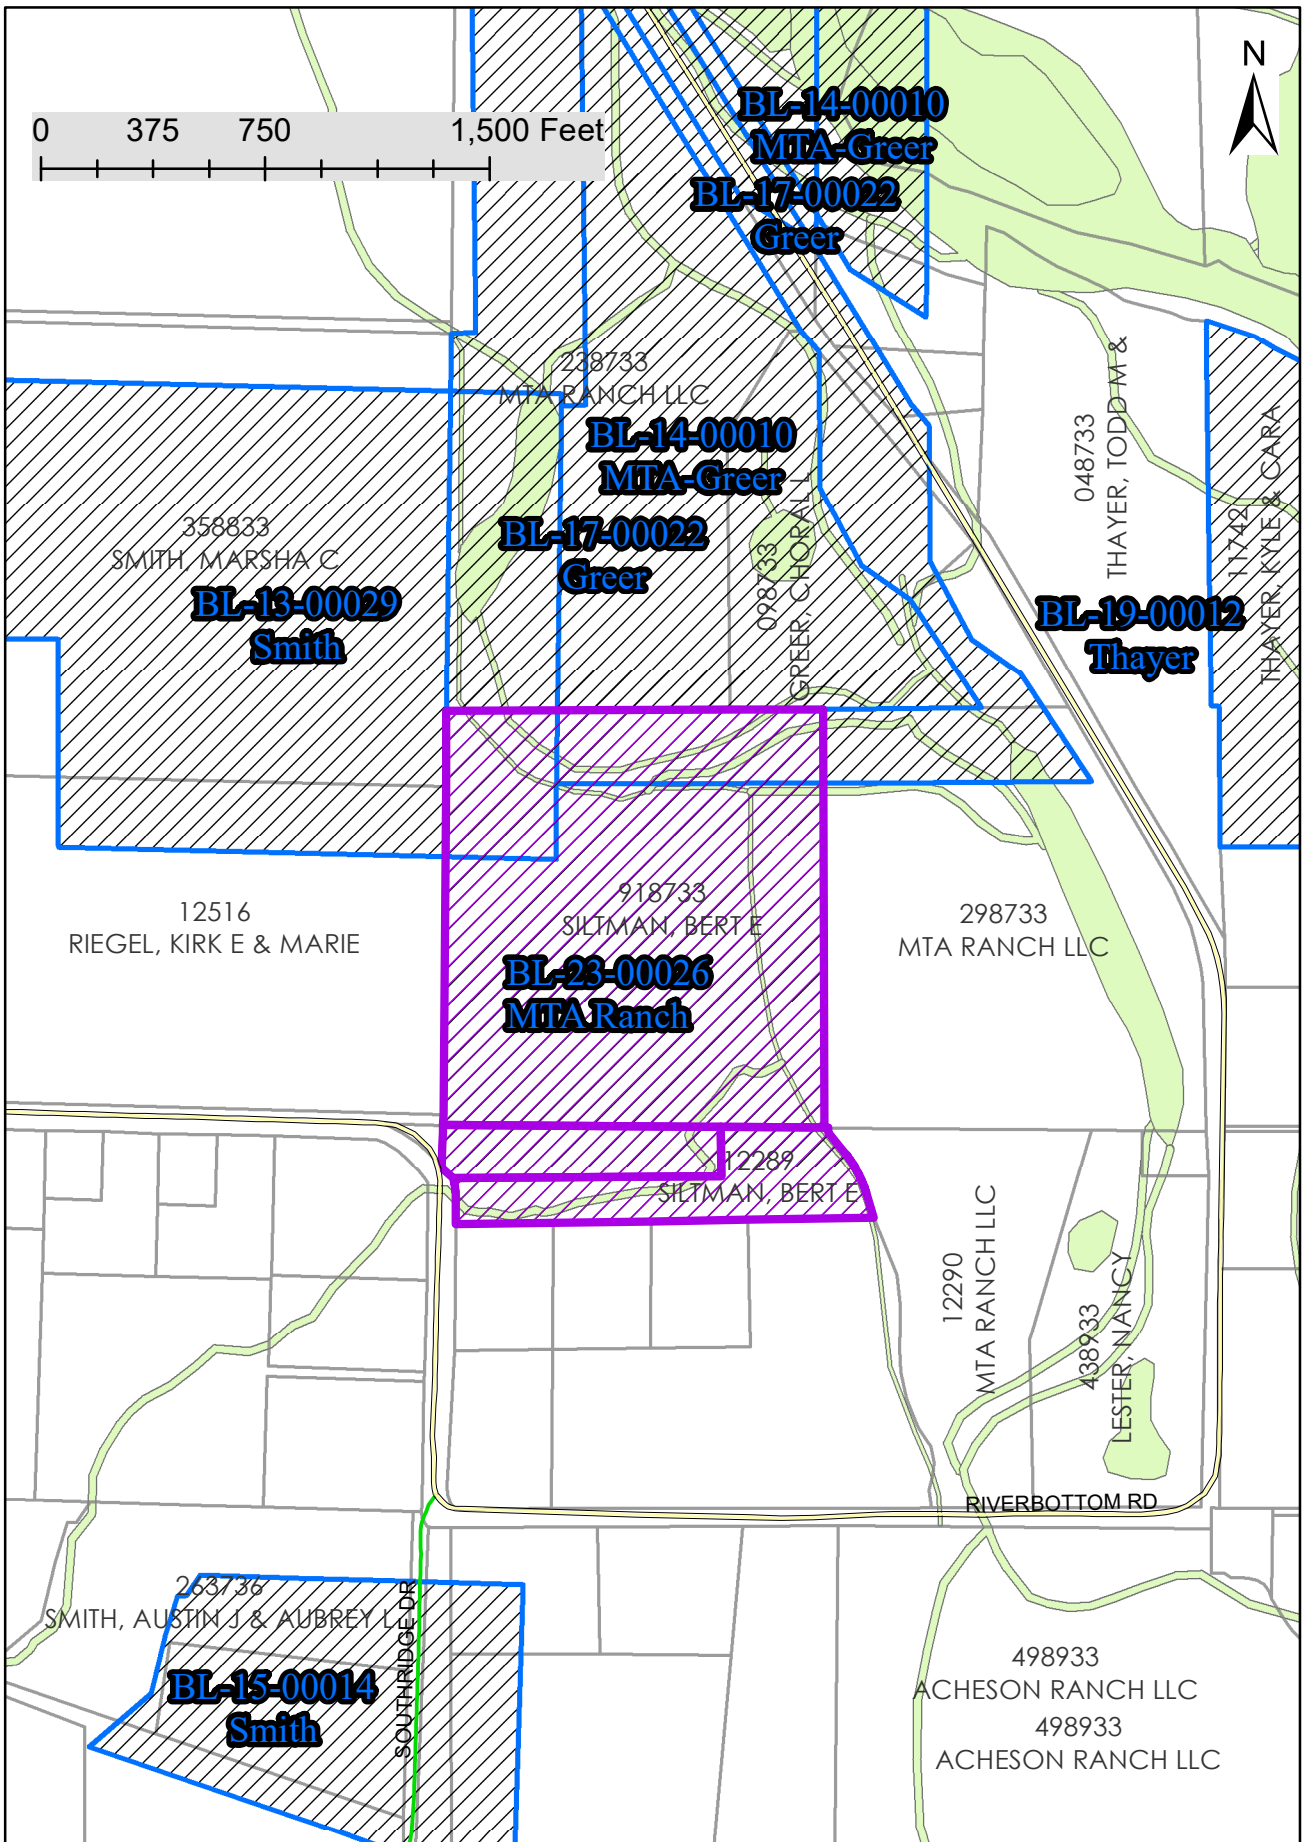 N
0 375 750 1,500 Feet
BL-14-00010
MTA-Greer
BL-17-00022
Greer
238733
MTA RANCH LLC
BL-14-00010
MTA-Greer
BL-17-00022
Greer
098733
GREER, CHORAL L
048733
THAYER, TODD M &
11742
THAYER, KYLE & CARA
358833
SMITH, MARSHA C
BL-13-00029
Smith
BL-19-00012
Thayer
12516
RIEGEL, KIRK E & MARIE
918733
SILTMAN, BERT E
BL-23-00026
MTA Ranch
298733
MTA RANCH LLC
12289
SILTMAN, BERT E
12290
MTA RANCH LLC
438933
LESTER, NANCY
RIVERBOTTOM RD
263736
SMITH, AUSTIN J & AUBREY L
SOUTHRIDGE DR
BL-15-00014
Smith
498933
ACHESON RANCH LLC
498933
ACHESON RANCH LLC